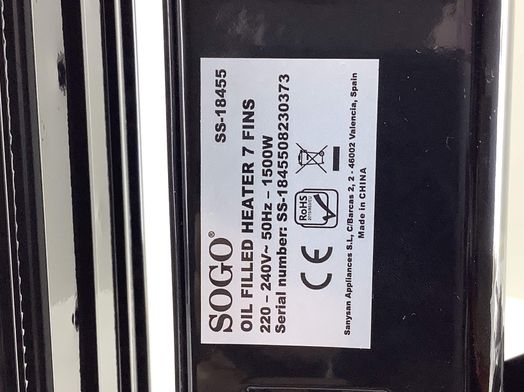 SOGO® SS-18455
OIL FILLED HEATER 7 FINS
220 – 240V~ 50Hz – 1500W
Serial number: SS-1845508230373
CE RoHS
Sanysan Appliances S.L, C/Barcas 2, 2 - 46002 Valencia, Spain
Made in CHINA